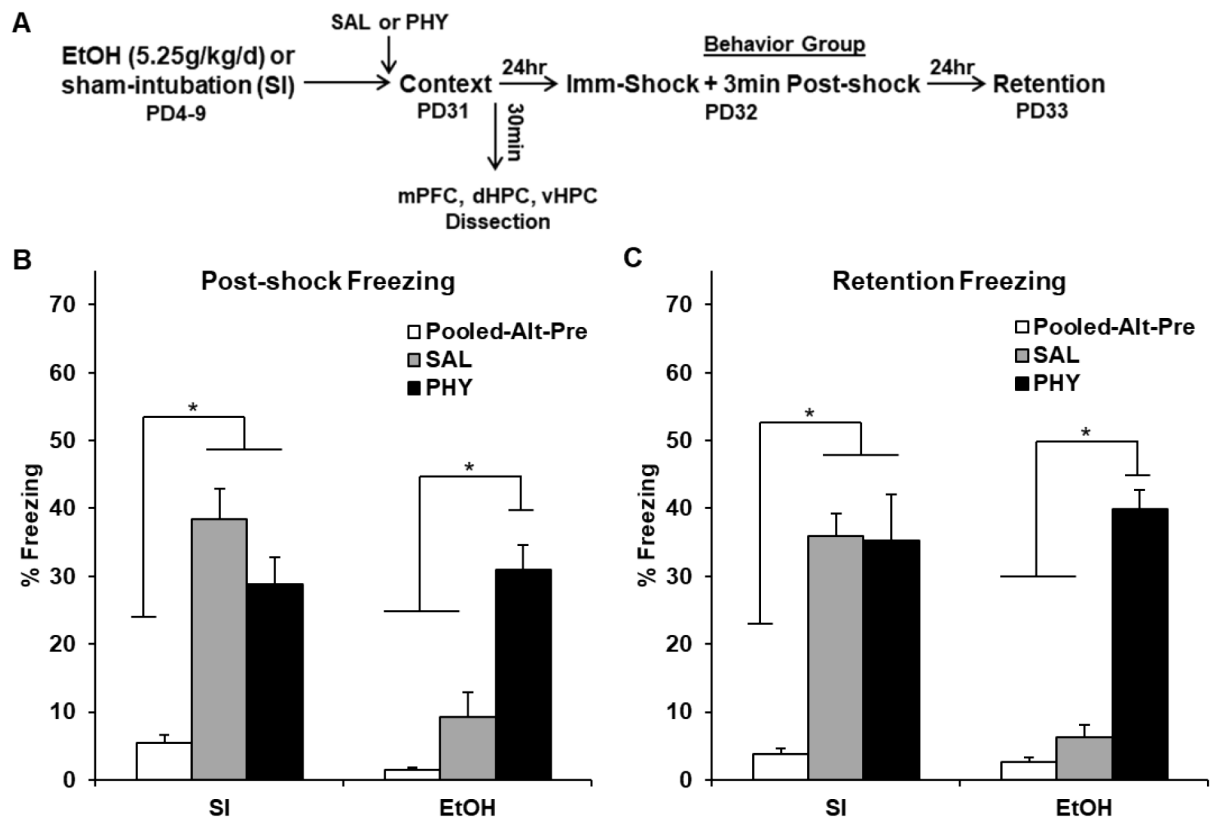 A
SAL or PHY
EtOH (5.25g/kg/d) or
sham-intubation (SI)
PD4-9
Context
PD31
24hr
30min
mPFC, dHPC, vHPC
Dissection
Behavior Group
Imm-Shock + 3min Post-shock
PD32
24hr
Retention
PD33
B
Post-shock Freezing
Pooled-Alt-Pre
SAL
PHY
% Freezing
70
60
50
40
30
20
10
0
*
*
SI
EtOH
C
Retention Freezing
Pooled-Alt-Pre
SAL
PHY
% Freezing
70
60
50
40
30
20
10
0
*
*
SI
EtOH